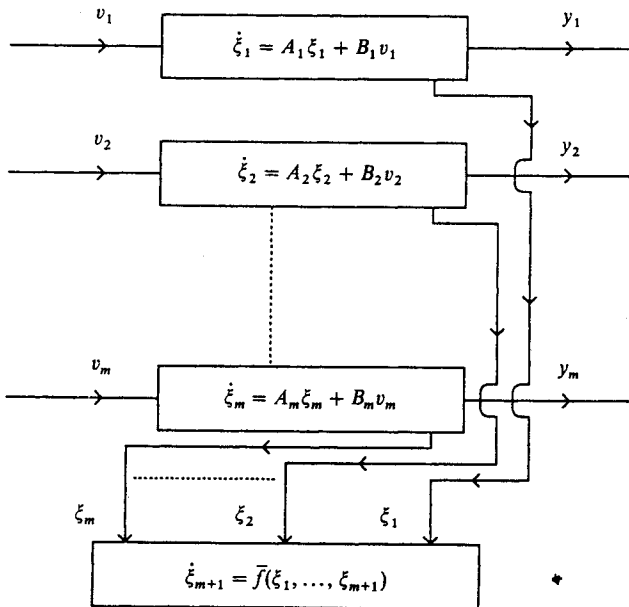 v₁ y₁
ξ̇₁ = A₁ξ₁ + B₁v₁
v₂ y₂
ξ̇₂ = A₂ξ₂ + B₂v₂
vₘ yₘ
ξ̇ₘ = Aₘξₘ + Bₘvₘ
ξₘ ξ₂ ξ₁
ξ̇ₘ₊₁ = f̄(ξ₁, ..., ξₘ₊₁)